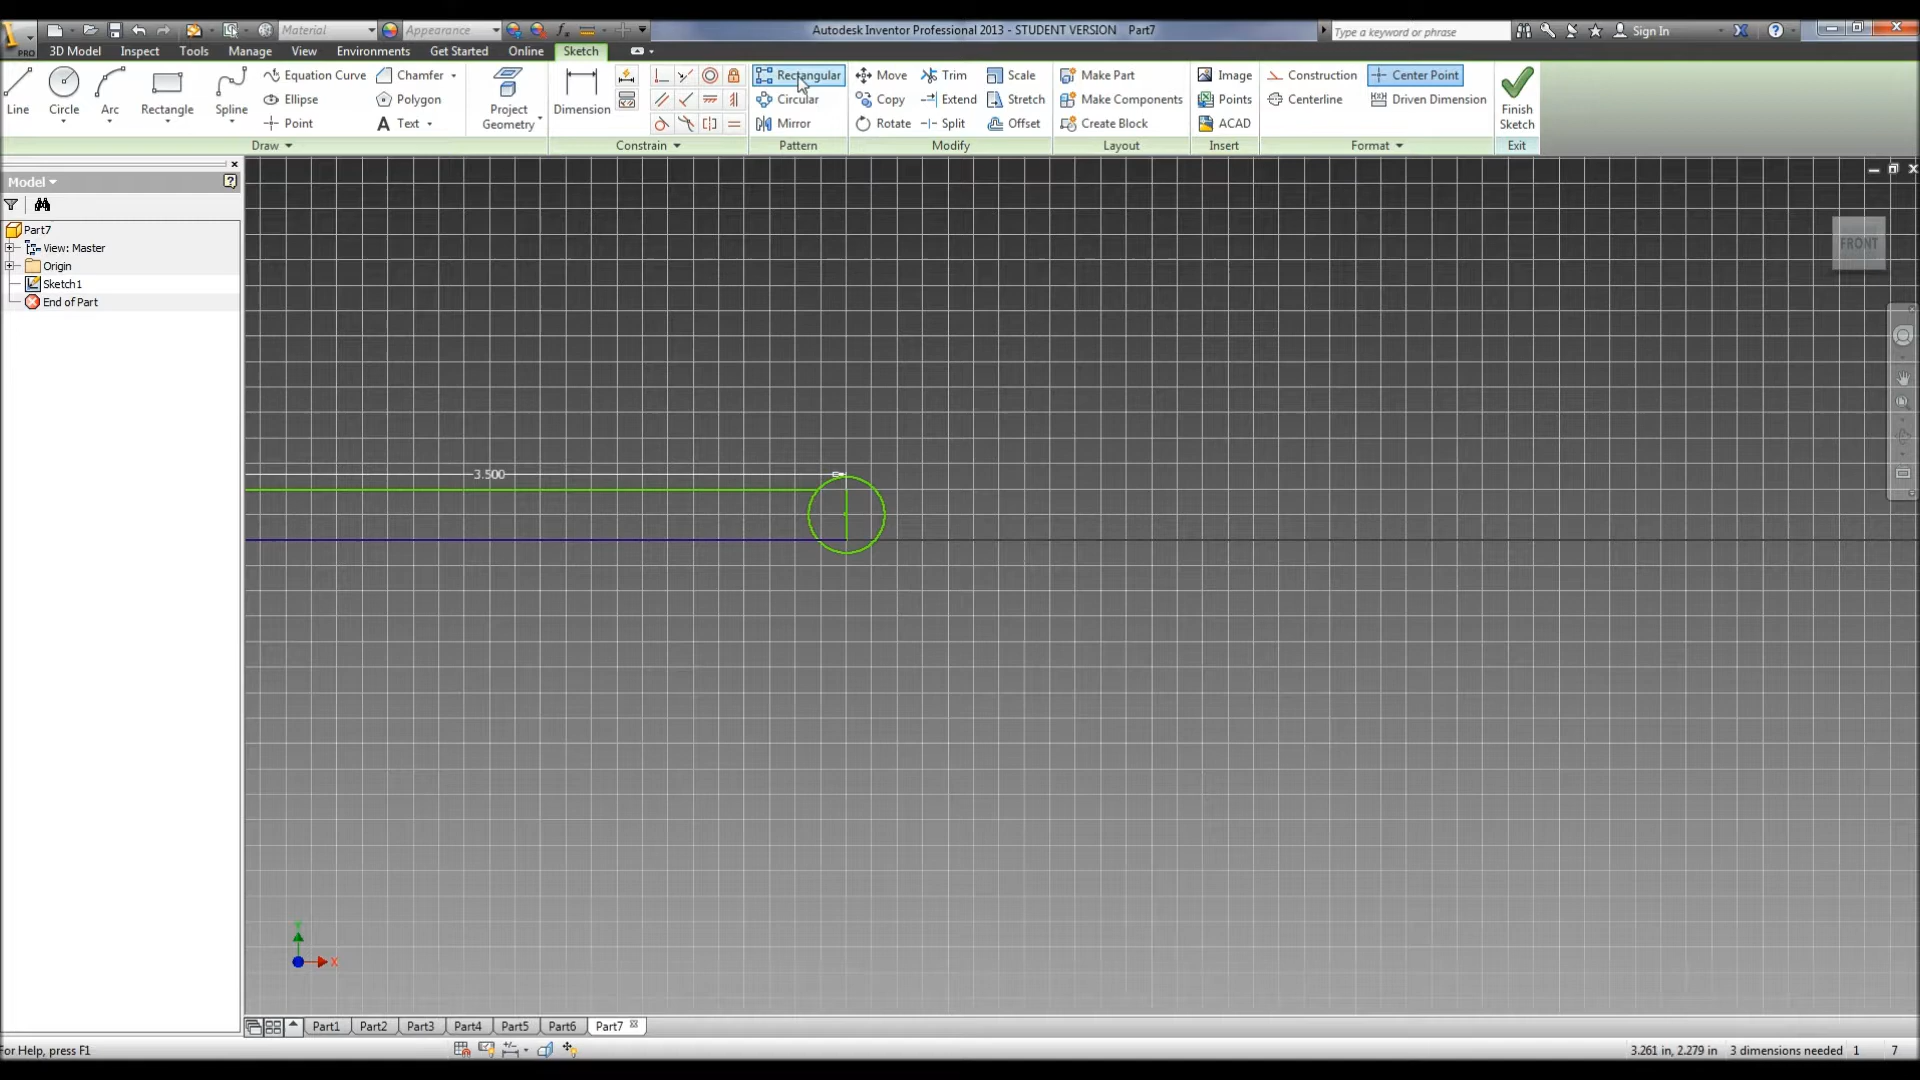 Material
Appearance
Autodesk Inventor Professional 2013 - STUDENT VERSION Part7
Type a keyword or phrase
Sign In
PRO
3D Model Inspect Tools Manage View Environments Get Started Online Sketch
Line
Circle
Arc
Rectangle
Spline
Equation Curve
Ellipse
Point
Chamfer
Polygon
Text
Project Geometry
Dimension
Rectangular
Circular
Mirror
Move
Copy
Rotate
Trim
Extend
Split
Scale
Stretch
Offset
Make Part
Make Components
Create Block
Image
Points
ACAD
Construction
Centerline
Center Point
Driven Dimension
Finish Sketch
Draw Constrain Pattern Modify Layout Insert Format Exit
Model
Part7
View: Master
Origin
Sketch1
End of Part
FRONT
3.500
X
Part1 Part2 Part3 Part4 Part5 Part6 Part7
For Help, press F1
3.261 in, 2.279 in 3 dimensions needed 1 7